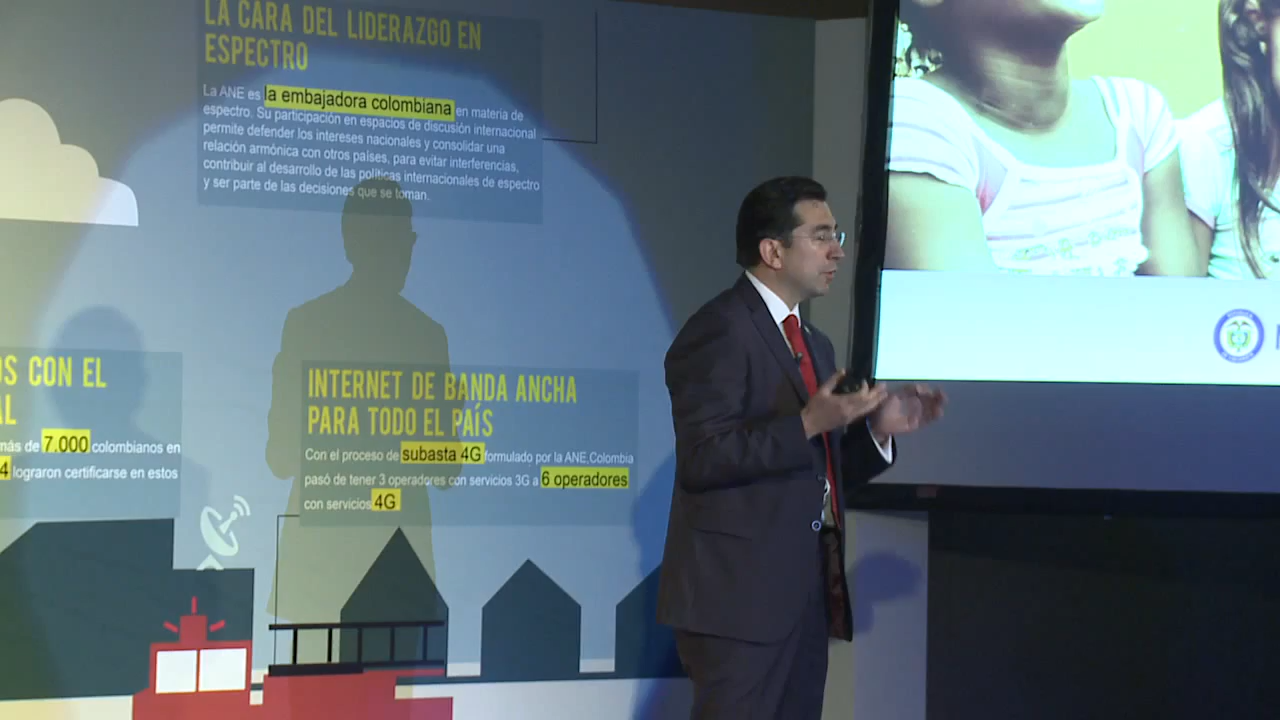 LA CARA DEL LIDERAZGO EN
ESPECTRO
La ANE es la embajadora colombiana en materia de
espectro. Su participación en espacios de discusión internacional
permite defender los intereses nacionales y consolidar una
relación armónica con otros países, para evitar interferencias,
contribuir al desarrollo de las políticas internacionales de espectro
y ser parte de las decisiones que se toman.
OS CON EL
AL
más de 7.000 colombianos en
4 lograron certificarse en estos
INTERNET DE BANDA ANCHA
PARA TODO EL PAÍS
Con el proceso de subasta 4G formulado por la ANE,Colombia
pasó de tener 3 operadores con servicios 3G a 6 operadores
con servicios 4G